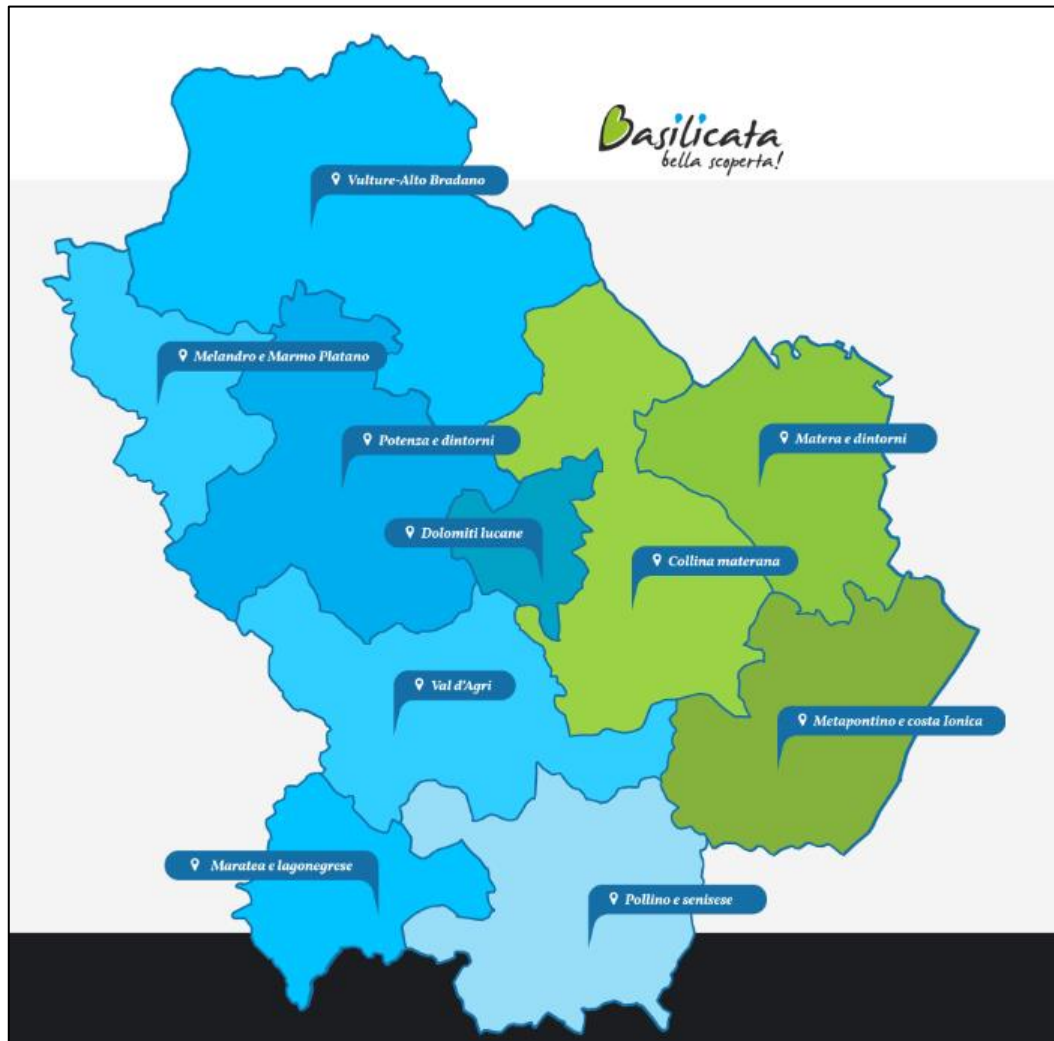 Basilicata
bella scoperta!
Vulture-Alto Bradano
Melandro e Marmo Platano
Potenza e dintorni
Matera e dintorni
Dolomiti lucane
Collina materana
Val d'Agri
Metapontino e costa Ionica
Maratea e lagonegrese
Pollino e senisese